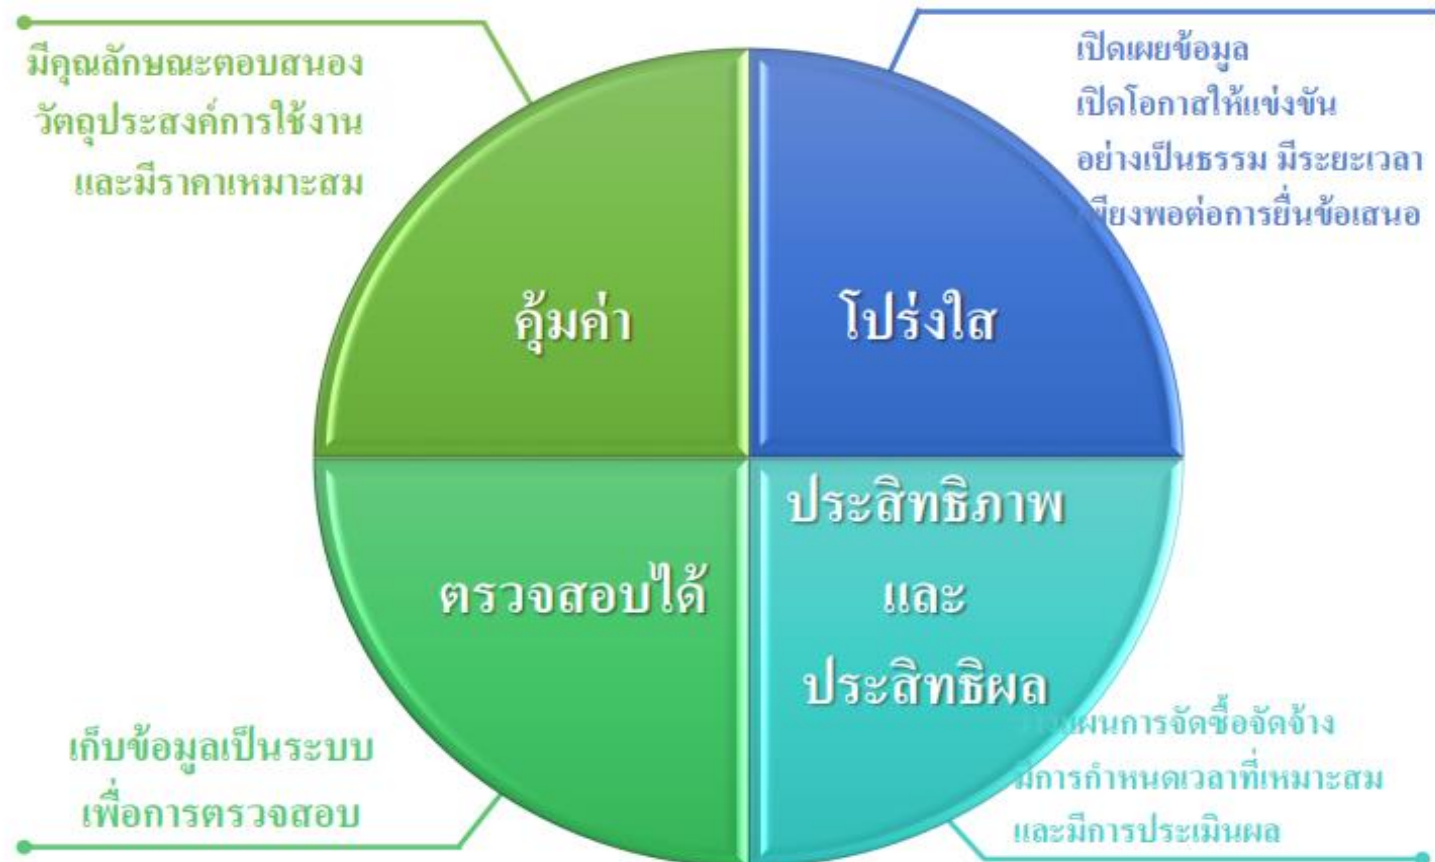 มีคุณลักษณะตอบสนอง
วัตถุประสงค์การใช้งาน
และมีราคาเหมาะสม
เปิดเผยข้อมูล
เปิดโอกาสให้แข่งขัน
อย่างเป็นธรรม มีระยะเวลา
เพียงพอต่อการยื่นข้อเสนอ
คุ้มค่า
โปร่งใส
ตรวจสอบได้
ประสิทธิภาพ
และ
ประสิทธิผล
เก็บข้อมูลเป็นระบบ
เพื่อการตรวจสอบ
แผนการจัดซื้อจัดจ้าง
มีการกำหนดเวลาที่เหมาะสม
และมีการประเมินผล